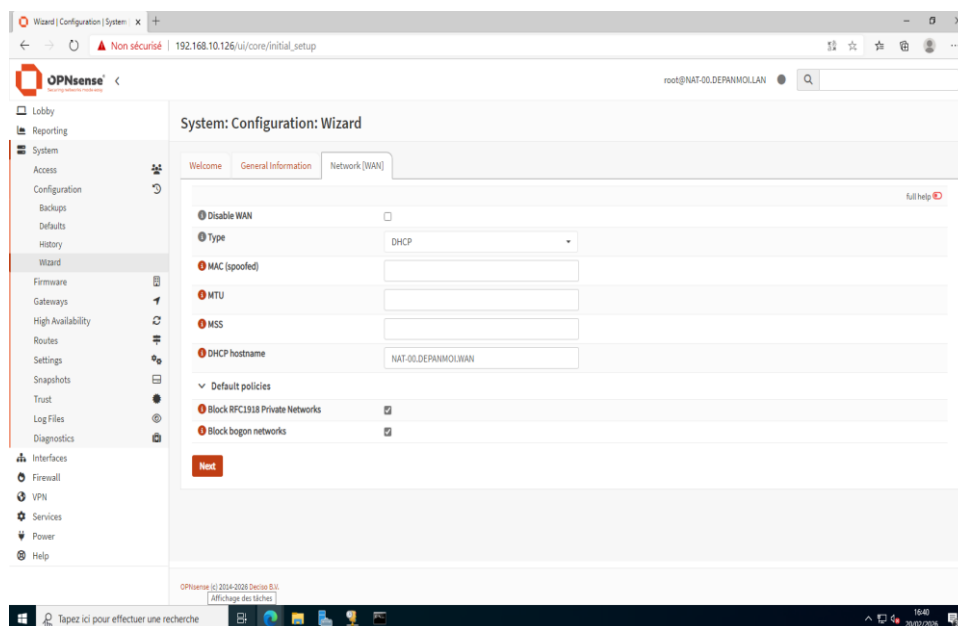 Wizard | Configuration | System
Non sécurisé 192.168.10.126/ui/core/initial_setup
OPNsense
root@NAT-00.DEPANMOI.LAN
Lobby
Reporting
System
Access
Configuration
Backups
Defaults
History
Wizard
Firmware
Gateways
High Availability
Routes
Settings
Snapshots
Trust
Log Files
Diagnostics
Interfaces
Firewall
VPN
Services
Power
Help
System: Configuration: Wizard
Welcome General Information Network [WAN]
full help
Disable WAN
Type DHCP
MAC (spoofed)
MTU
MSS
DHCP hostname NAT-00.DEPANMOI.WAN
Default policies
Block RFC1918 Private Networks
Block bogon networks
Next
OPNsense (c) 2014-2026 Deciso B.V.
Affichage des tâches
Tapez ici pour effectuer une recherche
16:40
20/02/2026